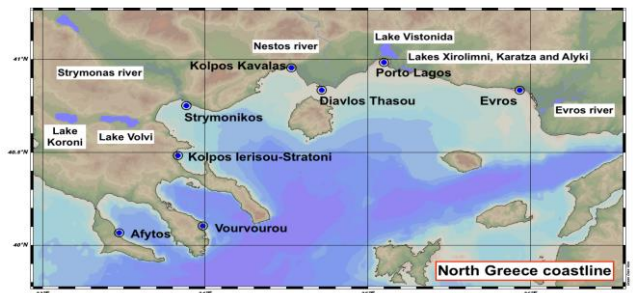 Lake Vistonida
Nestos river
Kolpos Kavalas
Lakes Xirolimni, Karatza and Alyki
Strymonas river
Porto Lagos
Diavlos Thasou
Evros
Evros river
Strymonikos
Lake
Koroni
Lake Volvi
Kolpos Ierisou-Stratoni
Afytos
Vourvourou
North Greece coastline
41°N
40.5°N
40°N